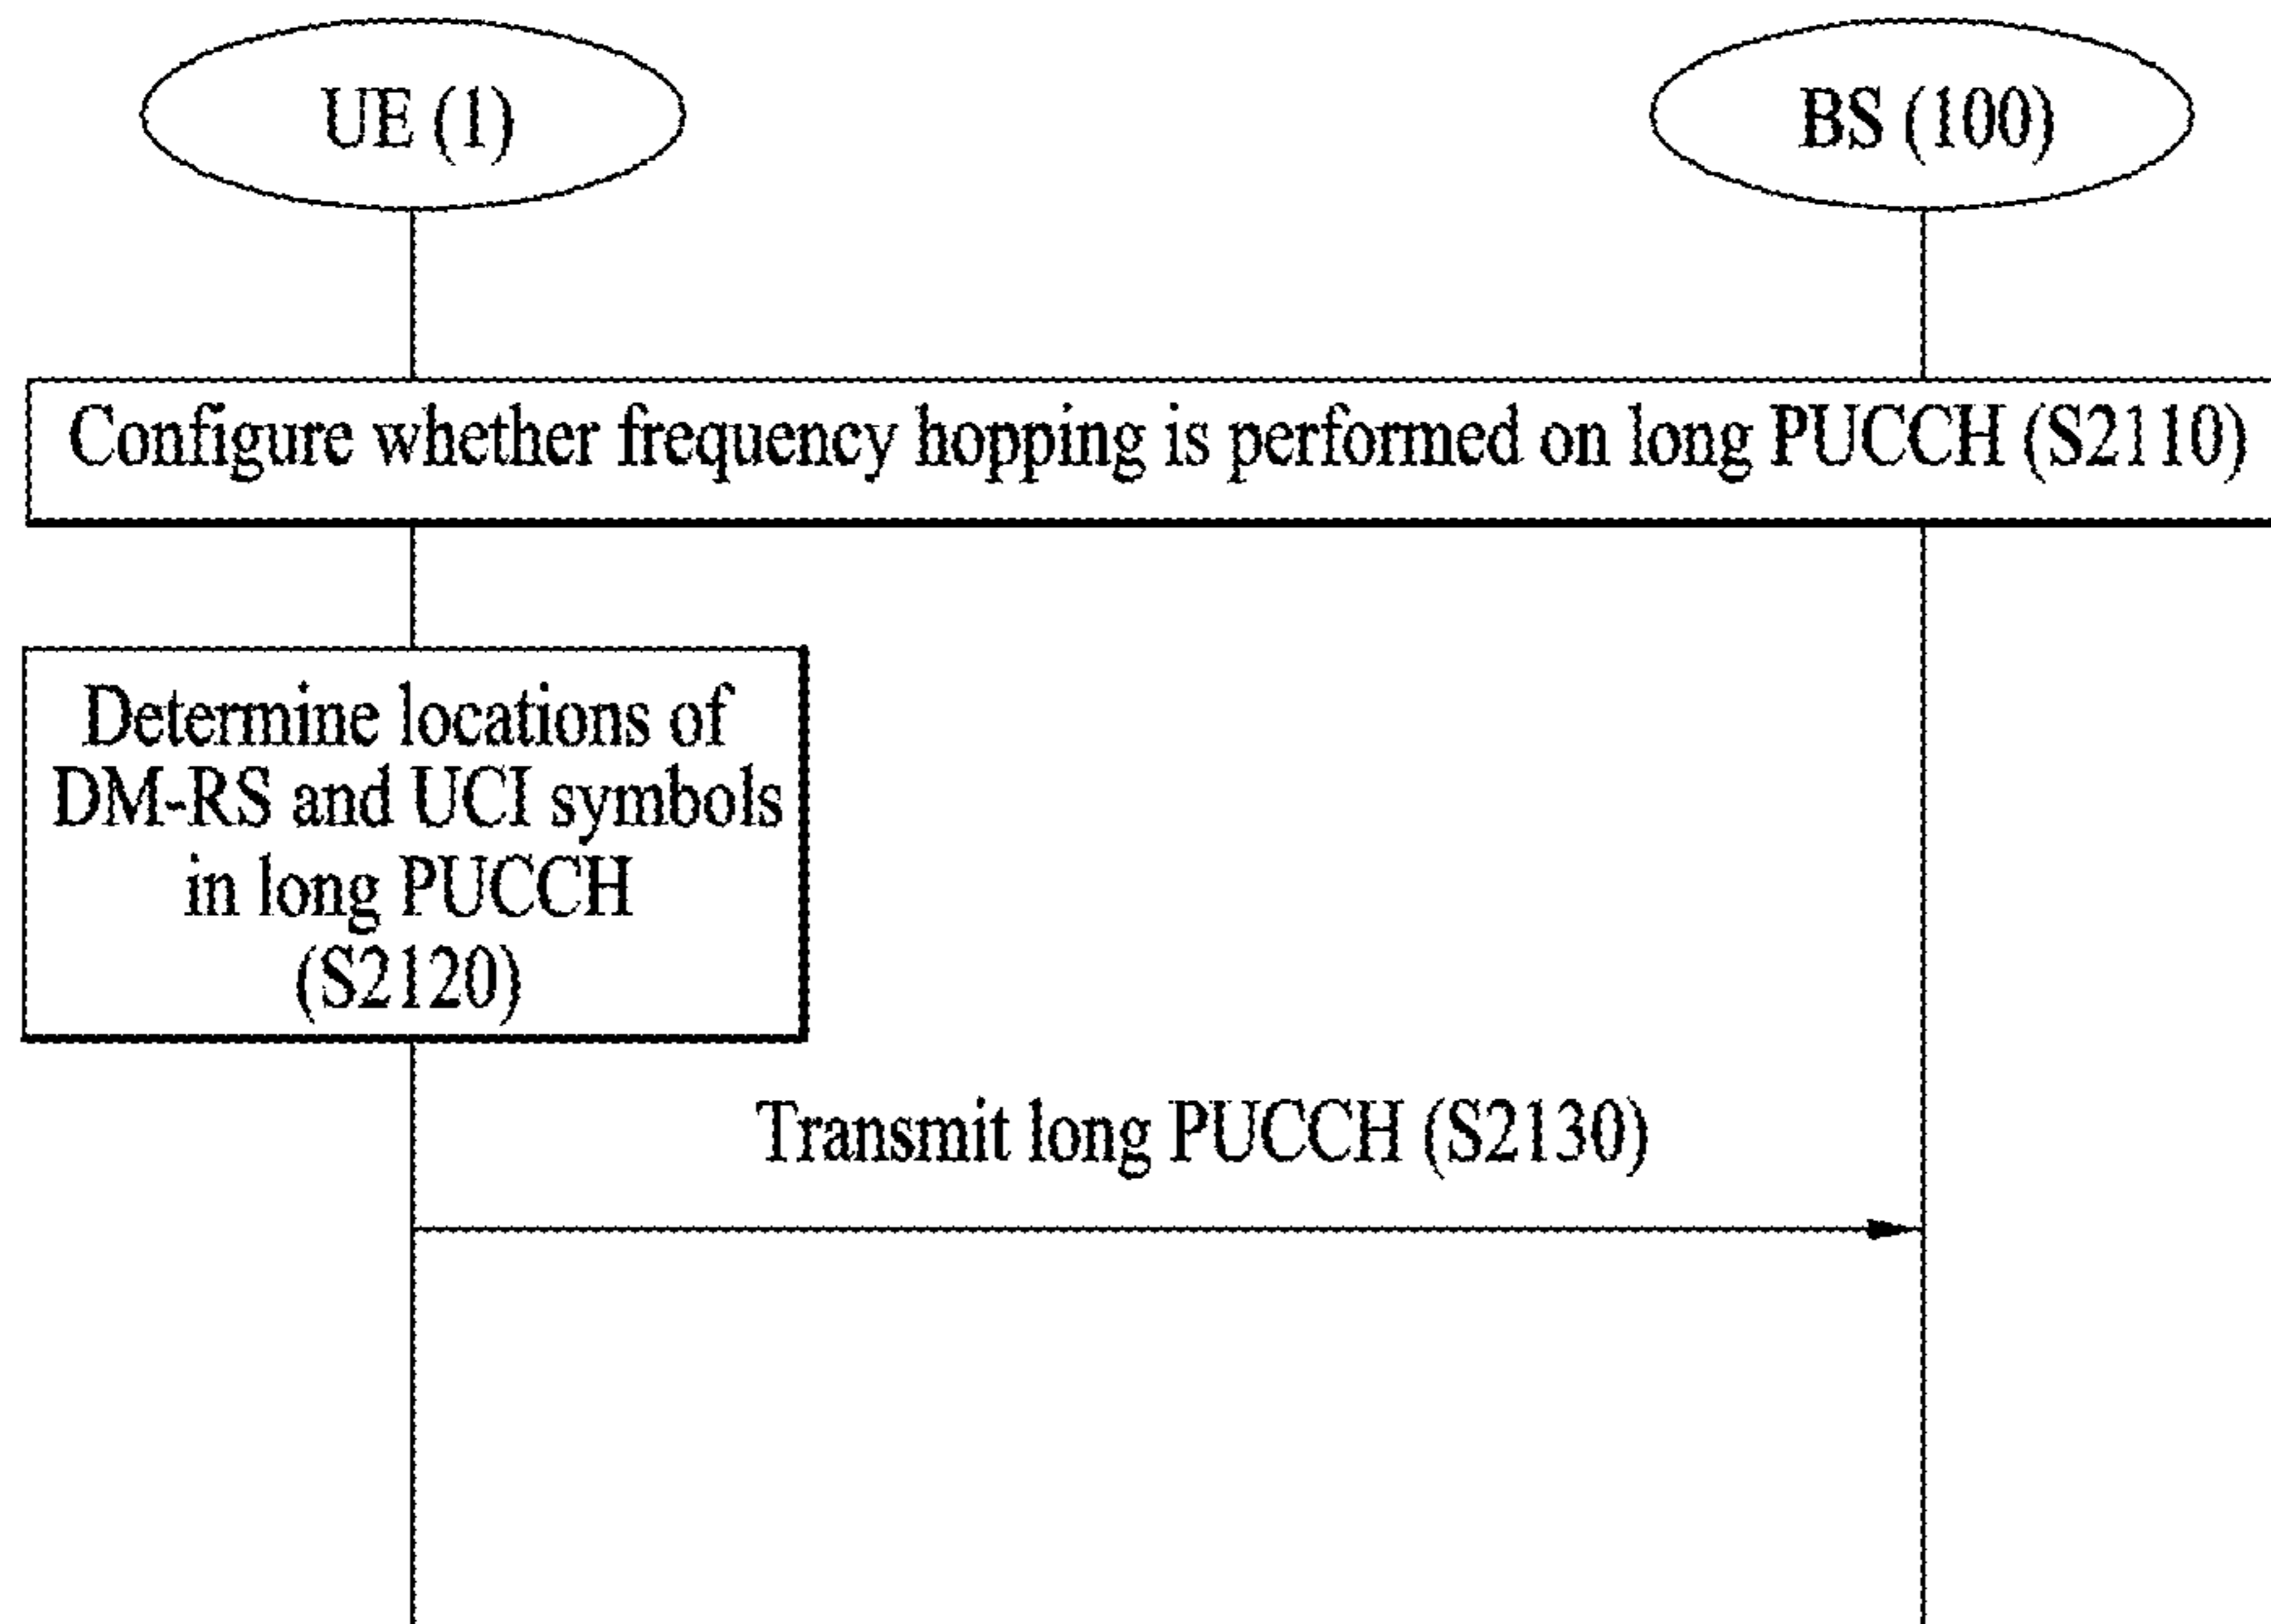 UE (1)
BS (100)
Configure whether frequency hopping is performed on long PUCCH (S2110)
Determine locations of
DM-RS and UCI symbols
in long PUCCH
(S2120)
Transmit long PUCCH (S2130)